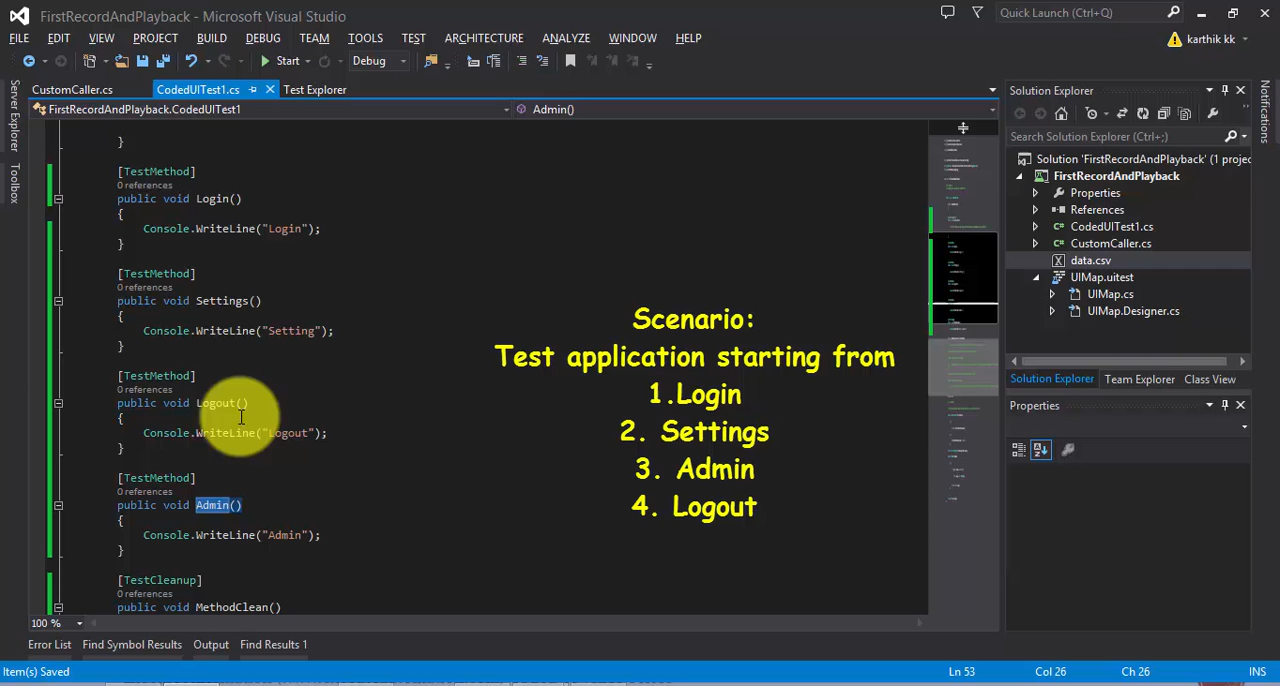 FirstRecordAndPlayback - Microsoft Visual Studio
Quick Launch (Ctrl+Q)
FILE EDIT VIEW PROJECT BUILD DEBUG TEAM TOOLS TEST ARCHITECTURE ANALYZE WINDOW HELP
karthik kk
Start
Debug
Server Explorer
Toolbox
CustomCaller.cs
CodedUITest1.cs
Test Explorer
FirstRecordAndPlayback.CodedUITest1
Admin()
}
[TestMethod]
0 references
public void Login()
{
Console.WriteLine("Login");
}
[TestMethod]
0 references
public void Settings()
{
Console.WriteLine("Setting");
}
[TestMethod]
0 references
public void Logout()
{
Console.WriteLine("Logout");
}
[TestMethod]
0 references
public void Admin()
{
Console.WriteLine("Admin");
}
[TestCleanup]
0 references
public void MethodClean()
Scenario:
Test application starting from
1.Login
2. Settings
3. Admin
4. Logout
Solution Explorer
Search Solution Explorer (Ctrl+;)
Solution 'FirstRecordAndPlayback' (1 projec
FirstRecordAndPlayback
Properties
References
CodedUITest1.cs
CustomCaller.cs
data.csv
UIMap.uitest
UIMap.cs
UIMap.Designer.cs
Solution Explorer Team Explorer Class View
Properties
Notifications
100 %
Error List Find Symbol Results Output Find Results 1
Item(s) Saved
Ln 53
Col 26
Ch 26
INS